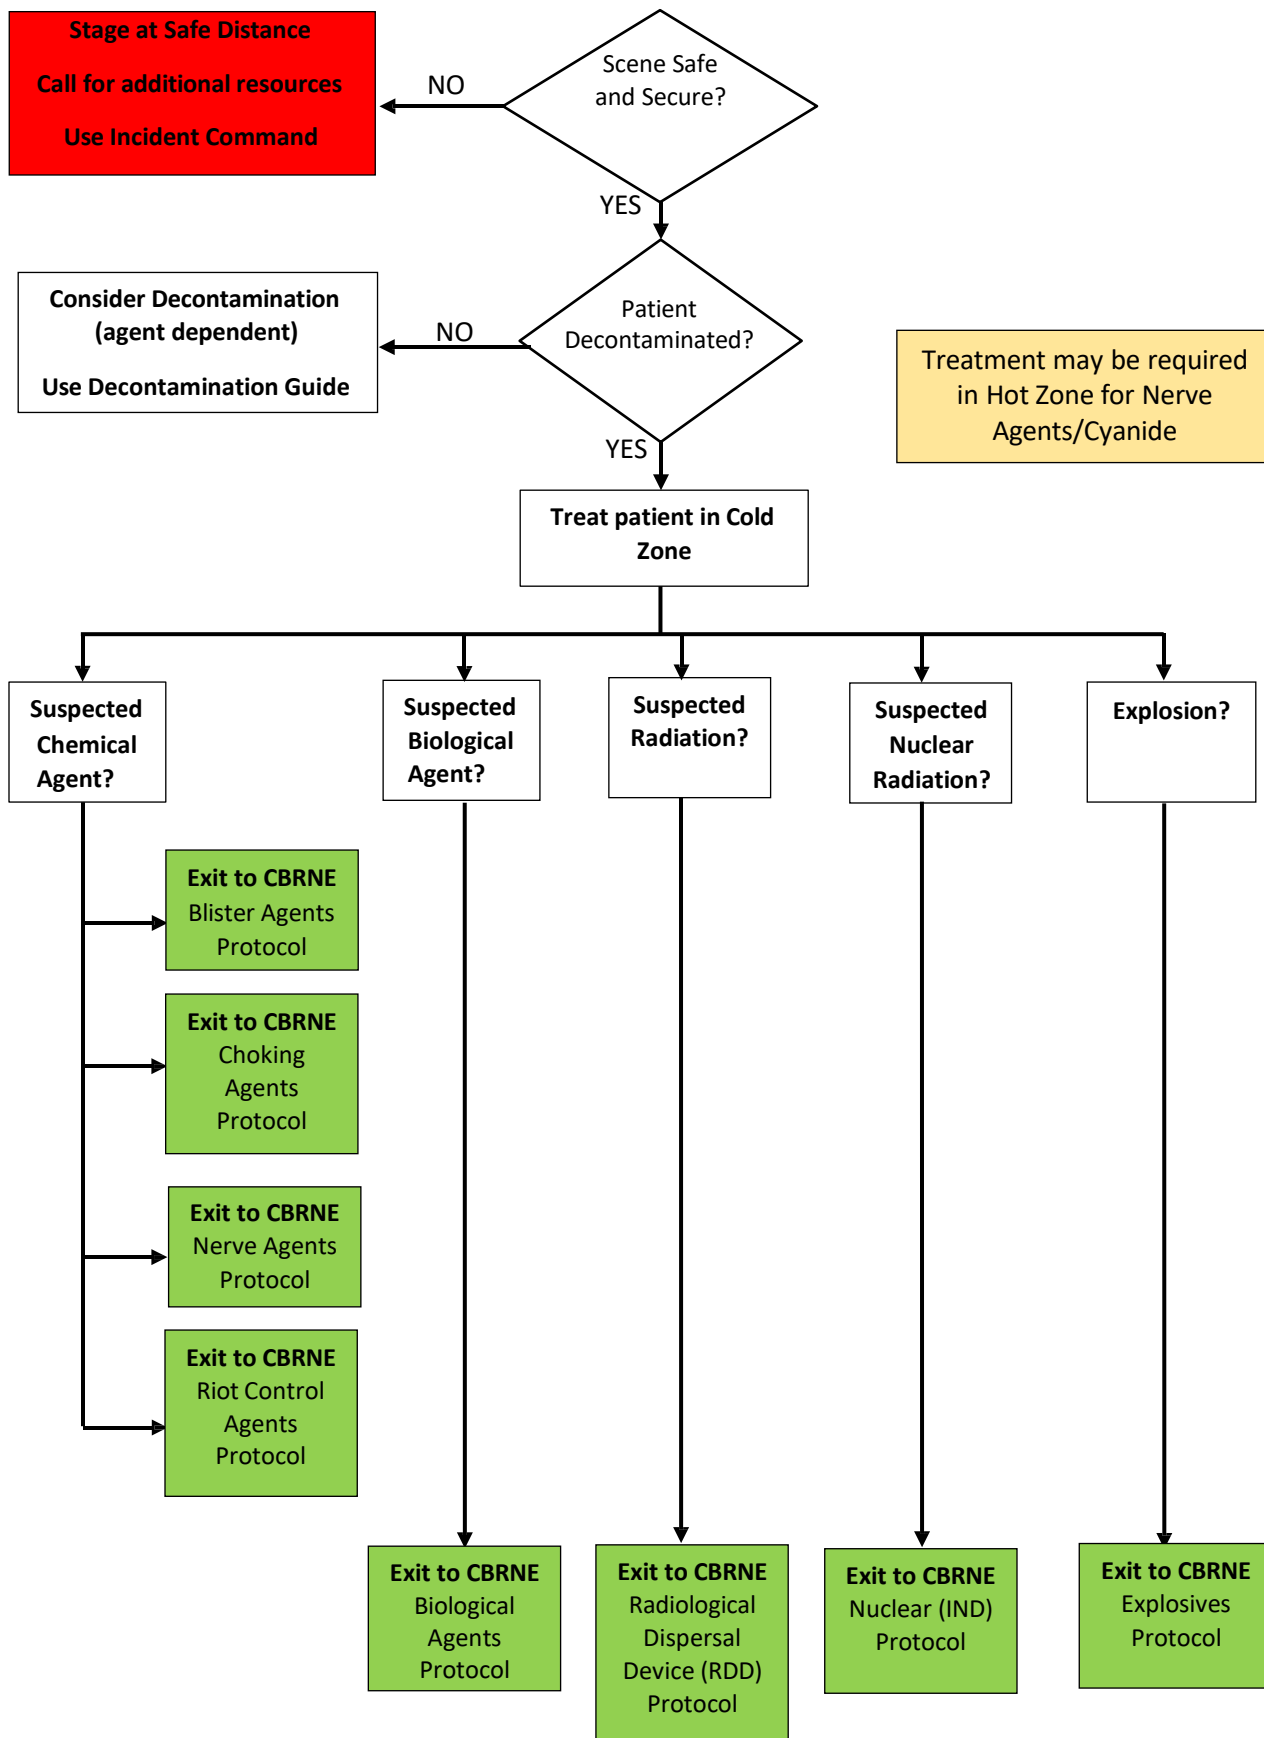 Stage at Safe Distance
Call for additional resources
Use Incident Command
NO
Scene Safe
and Secure?
YES
Consider Decontamination
(agent dependent)
Use Decontamination Guide
NO
Patient
Decontaminated?
Treatment may be required
in Hot Zone for Nerve
Agents/Cyanide
YES
Treat patient in Cold
Zone
Suspected
Chemical
Agent?
Suspected
Biological
Agent?
Suspected
Radiation?
Suspected
Nuclear
Radiation?
Explosion?
Exit to CBRNE
Blister Agents
Protocol
Exit to CBRNE
Choking
Agents
Protocol
Exit to CBRNE
Nerve Agents
Protocol
Exit to CBRNE
Riot Control
Agents
Protocol
Exit to CBRNE
Biological
Agents
Protocol
Exit to CBRNE
Radiological
Dispersal
Device (RDD)
Protocol
Exit to CBRNE
Nuclear (IND)
Protocol
Exit to CBRNE
Explosives
Protocol